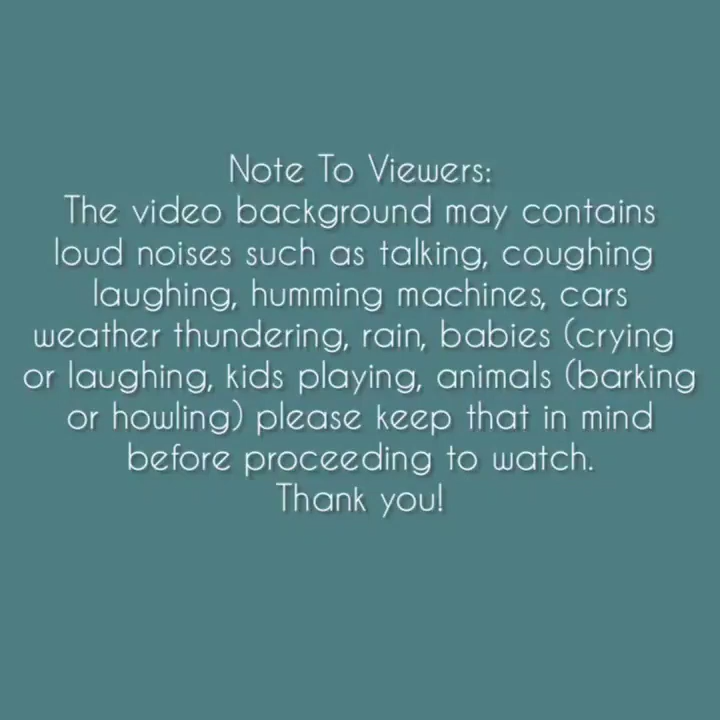 Note To Viewers:
The video background may contains
loud noises such as talking, coughing
laughing, humming machines, cars
weather thundering, rain, babies (crying
or laughing, kids playing, animals (barking
or howling) please keep that in mind
before proceeding to watch.
Thank you!